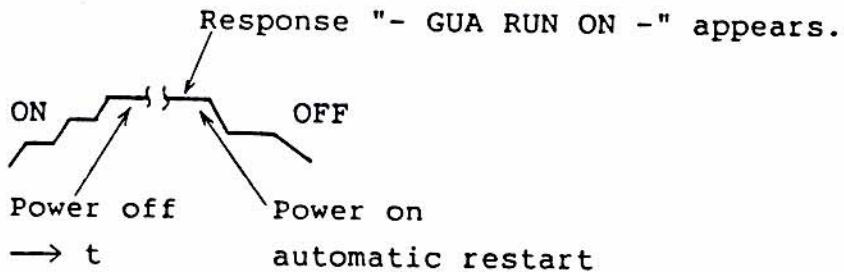 Response "- GUA RUN ON -" appears.
ON
OFF
Power off
Power on
→ t
automatic restart